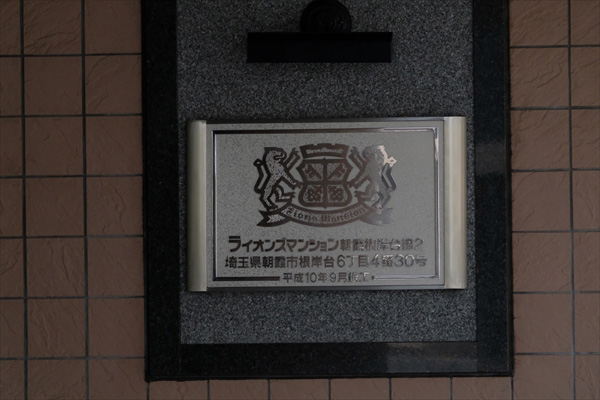 Lions Mansion
ライオンズマンション朝霞根岸台第2
埼玉県朝霞市根岸台6丁目4番30号
平成10年9月竣工